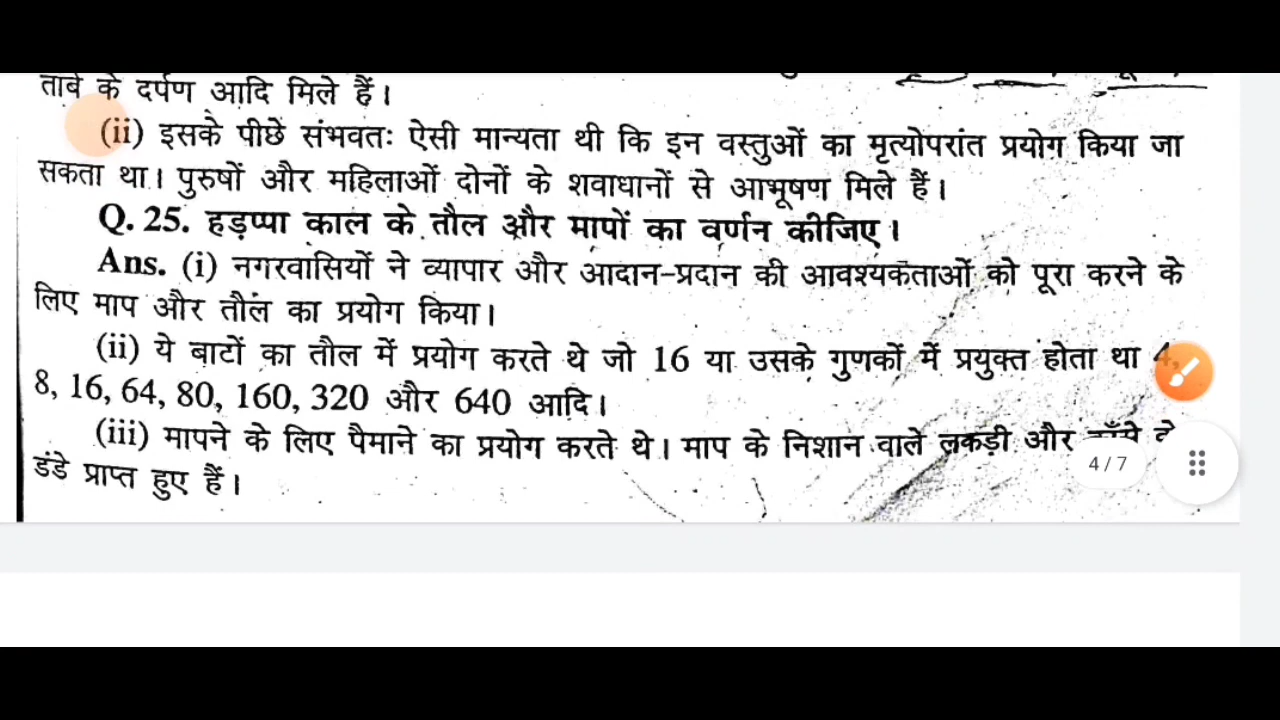 तांबे के दर्पण आदि मिले हैं।
(ii) इसके पीछे संभवतः ऐसी मान्यता थी कि इन वस्तुओं का मृत्योपरांत प्रयोग किया जा
सकता था। पुरुषों और महिलाओं दोनों के शवाधानों से आभूषण मिले हैं।
Q. 25. हड़प्पा काल के तौल और मापों का वर्णन कीजिए।
Ans. (i) नगरवासियों ने व्यापार और आदान-प्रदान की आवश्यकताओं को पूरा करने के
लिए माप और तौल का प्रयोग किया।
(ii) ये बाटों का तौल में प्रयोग करते थे जो 16 या उसके गुणकों में प्रयुक्त होता था 4,
8, 16, 64, 80, 160, 320 और 640 आदि।
(iii) मापने के लिए पैमाने का प्रयोग करते थे। माप के निशान वाले लकड़ी और
डंडे प्राप्त हुए हैं।
4/7